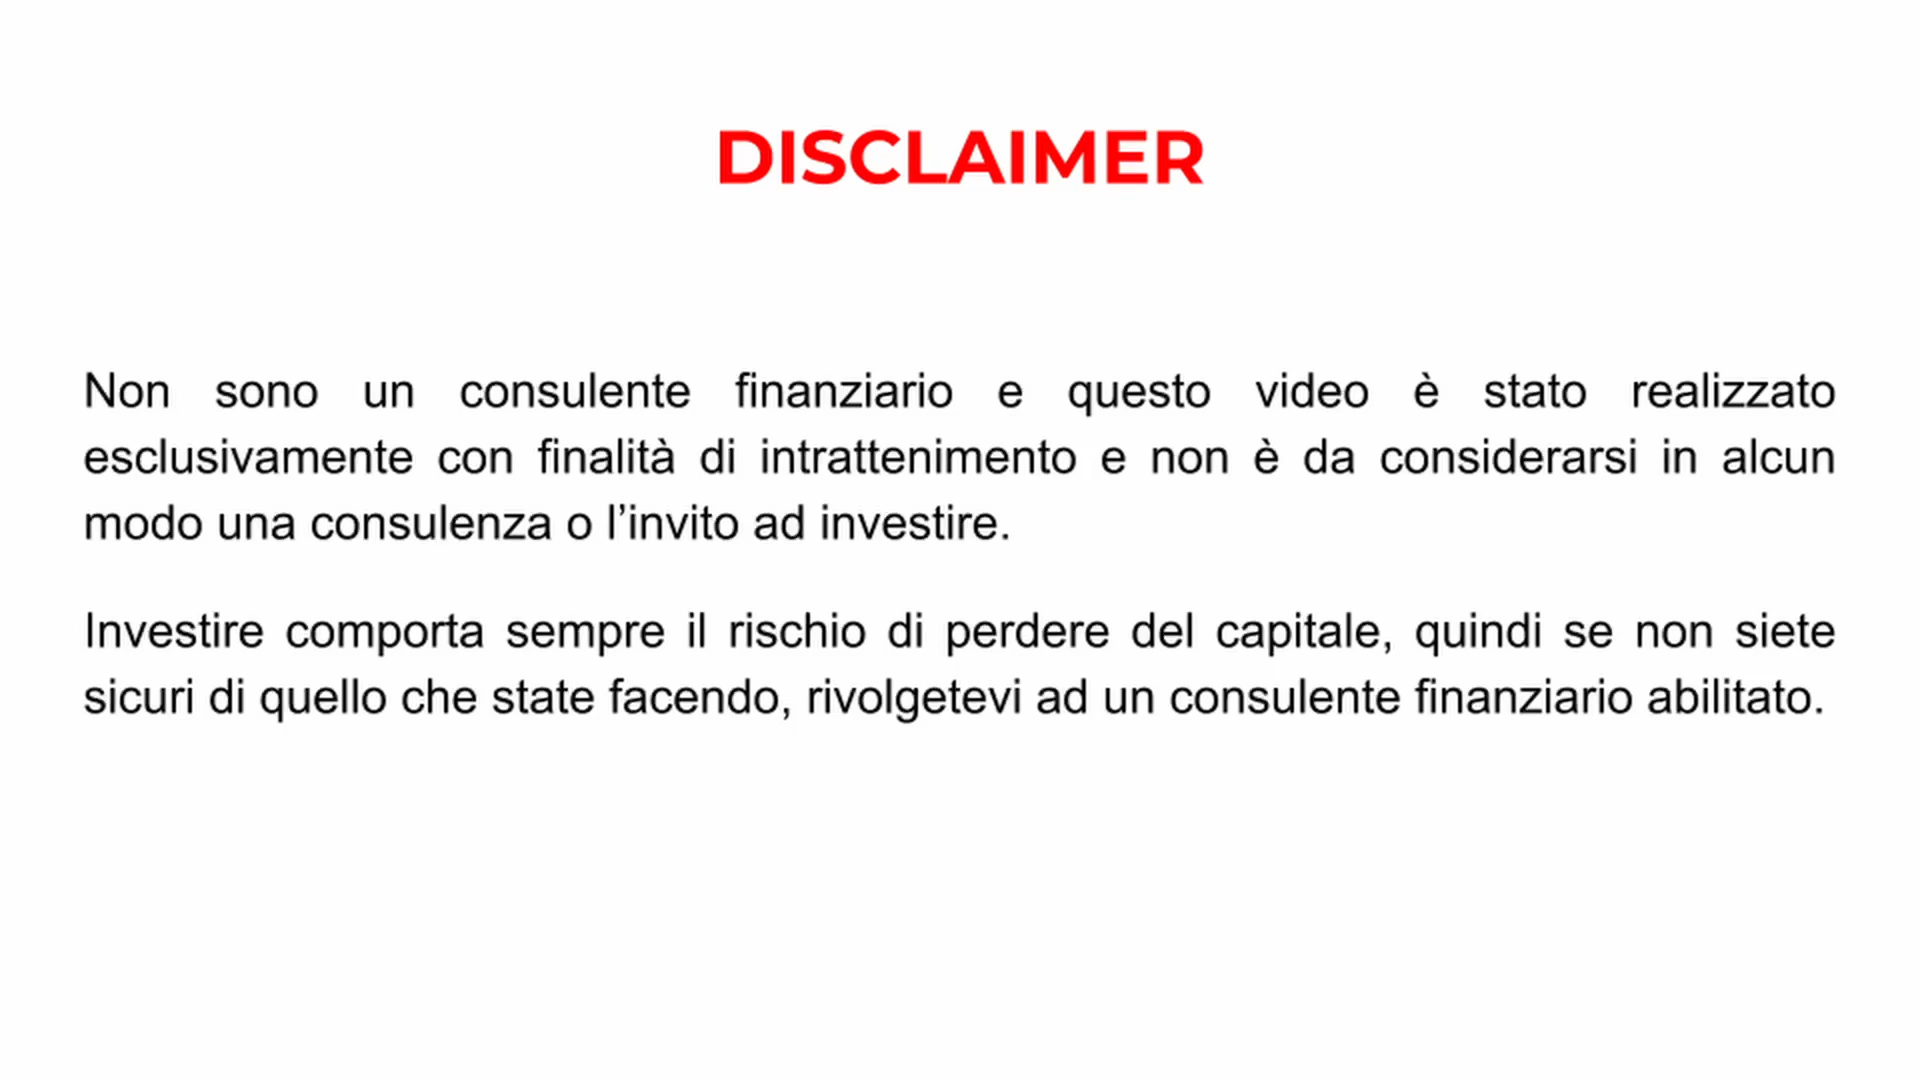 DISCLAIMER
Non sono un consulente finanziario e questo video è stato realizzato
esclusivamente con finalità di intrattenimento e non è da considerarsi in alcun
modo una consulenza o l’invito ad investire.
Investire comporta sempre il rischio di perdere del capitale, quindi se non siete
sicuri di quello che state facendo, rivolgetevi ad un consulente finanziario abilitato.